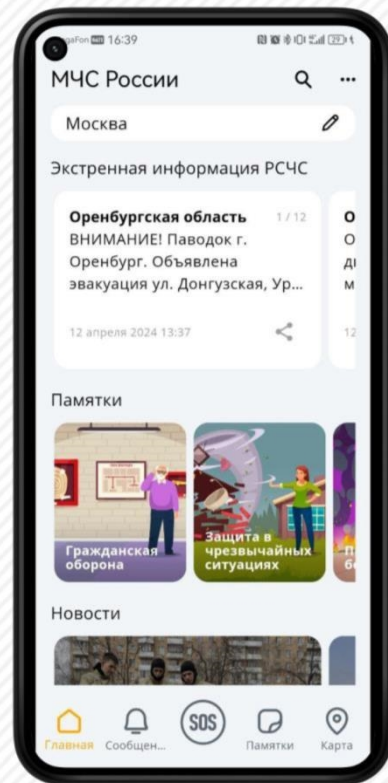 16:39
29
МЧС России
Москва
Экстренная информация РСЧС
Оренбургская область 1 / 12
ВНИМАНИЕ! Паводок г.
Оренбург. Объявлена
эвакуация ул. Донгузская, Ур...
12 апреля 2024 13:37
Памятки
Гражданская
оборона
Защита в
чрезвычайных
ситуациях
Новости
SOS
Главная Сообщен... Памятки Карта